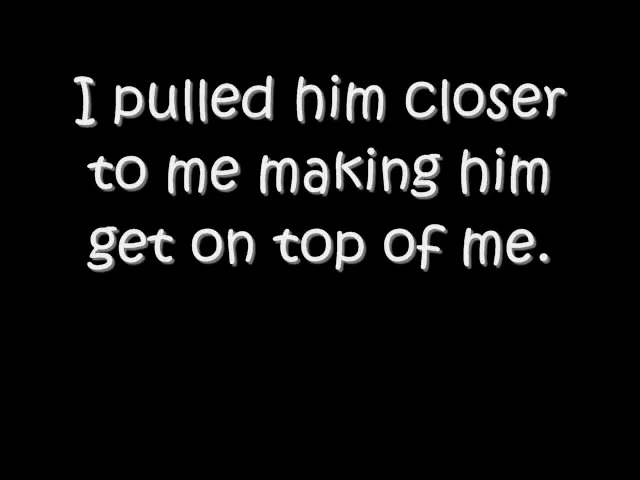 I pulled him closer
to me making him
get on top of me.